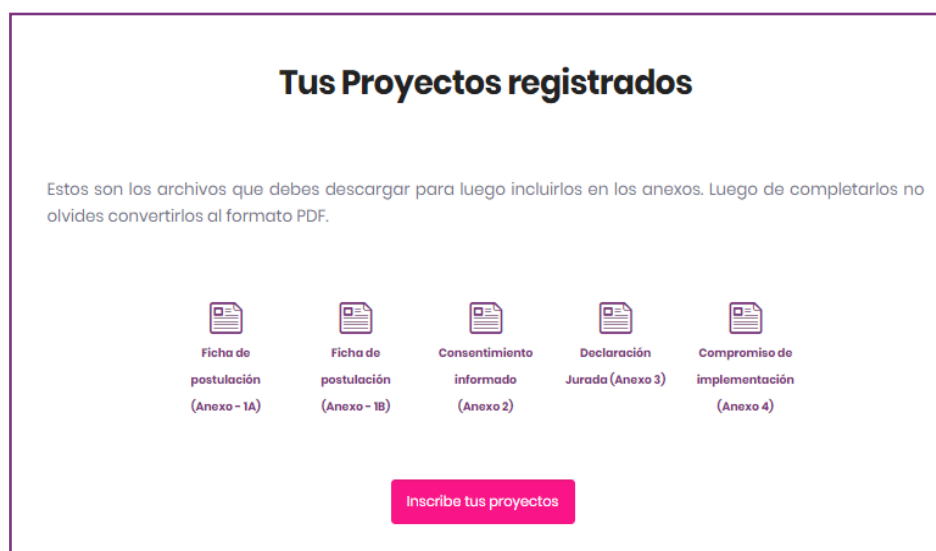 Tus Proyectos registrados
Estos son los archivos que debes descargar para luego incluirlos en los anexos. Luego de completarlos no
olvides convertirlos al formato PDF.
Ficha de
postulación
(Anexo - 1A)
Ficha de
postulación
(Anexo - 1B)
Consentimiento
informado
(Anexo 2)
Declaración
Jurada (Anexo 3)
Compromiso de
implementación
(Anexo 4)
Inscribe tus proyectos